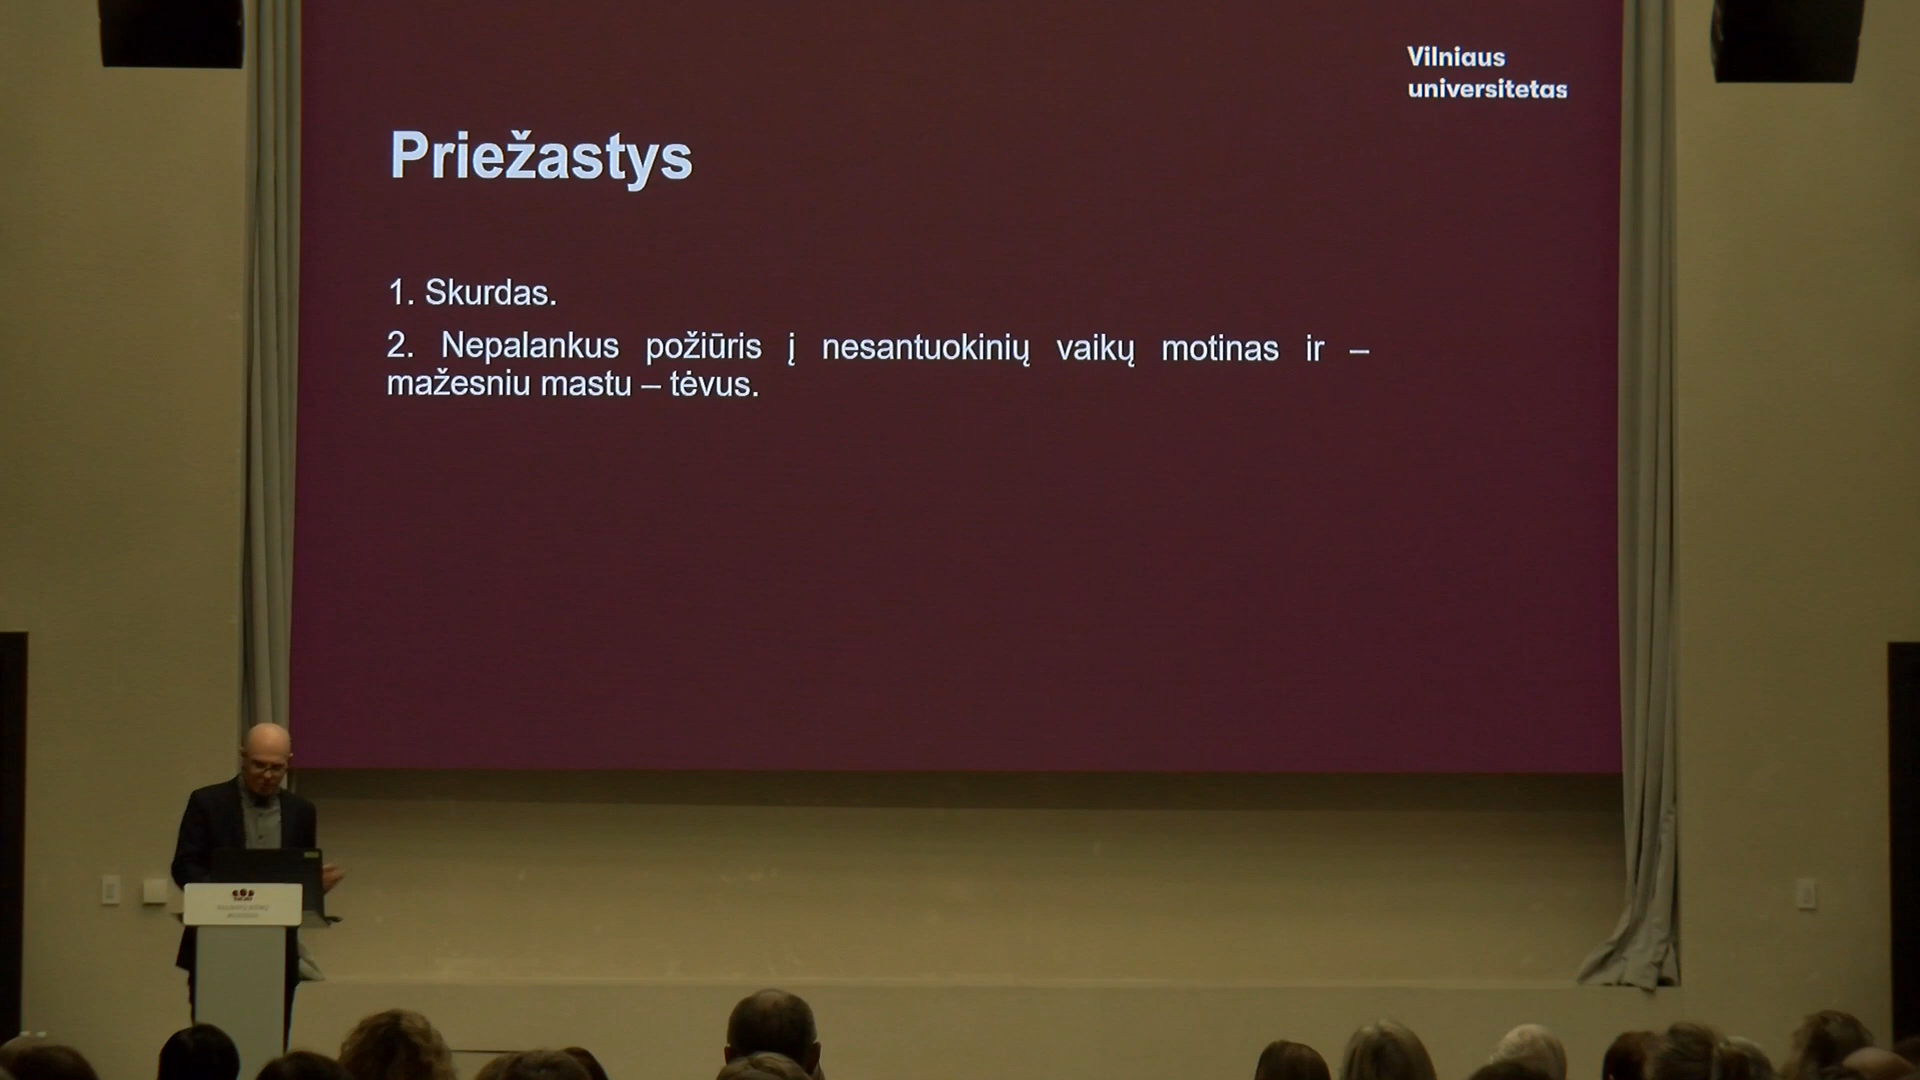 Vilniaus
universitetas
Priežastys
1. Skurdas.
2. Nepalankus požiūris į nesantuokinių vaikų motinas ir –
mažesniu mastu – tėvus.